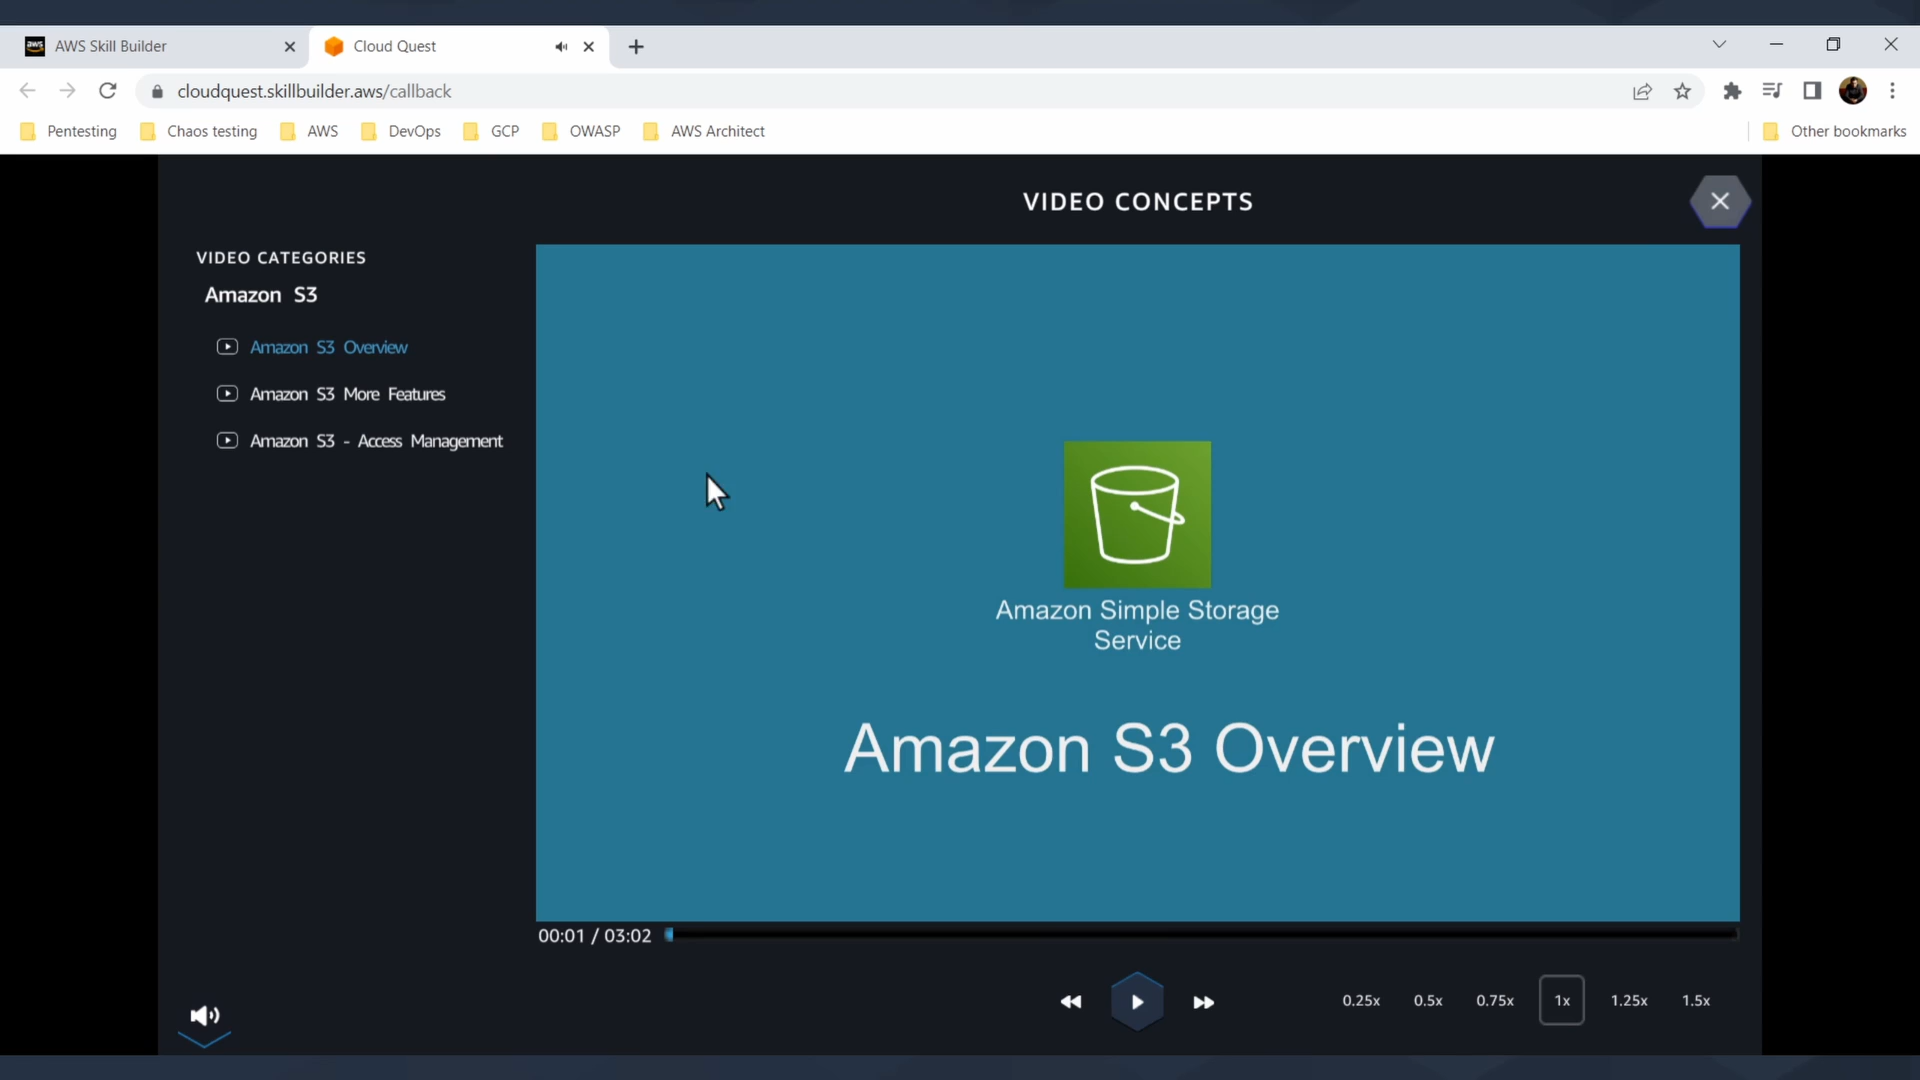 aws
AWS Skill Builder
Cloud Quest
cloudquest.skillbuilder.aws/callback
Pentesting
Chaos testing
AWS
DevOps
GCP
OWASP
AWS Architect
Other bookmarks
VIDEO CONCEPTS
VIDEO CATEGORIES
Amazon S3
Amazon S3 Overview
Amazon S3 More Features
Amazon S3 - Access Management
Amazon Simple Storage
Service
Amazon S3 Overview
00:01 / 03:02
0.25x
0.5x
0.75x
1x
1.25x
1.5x